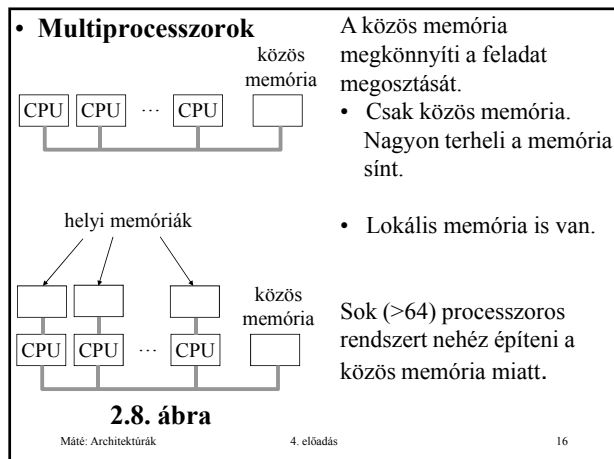 • Multiprocesszorok
közös
memória
CPU CPU ... CPU
helyi memóriák
közös
memória
CPU CPU ... CPU
2.8. ábra
A közös memória
megkönnyíti a feladat
megosztását.
• Csak közös memória.
Nagyon terheli a memória
sínt.
• Lokális memória is van.
Sok (>64) processzoros
rendszert nehéz építeni a
közös memória miatt.
Máté: Architektúrák 4. előadás 16